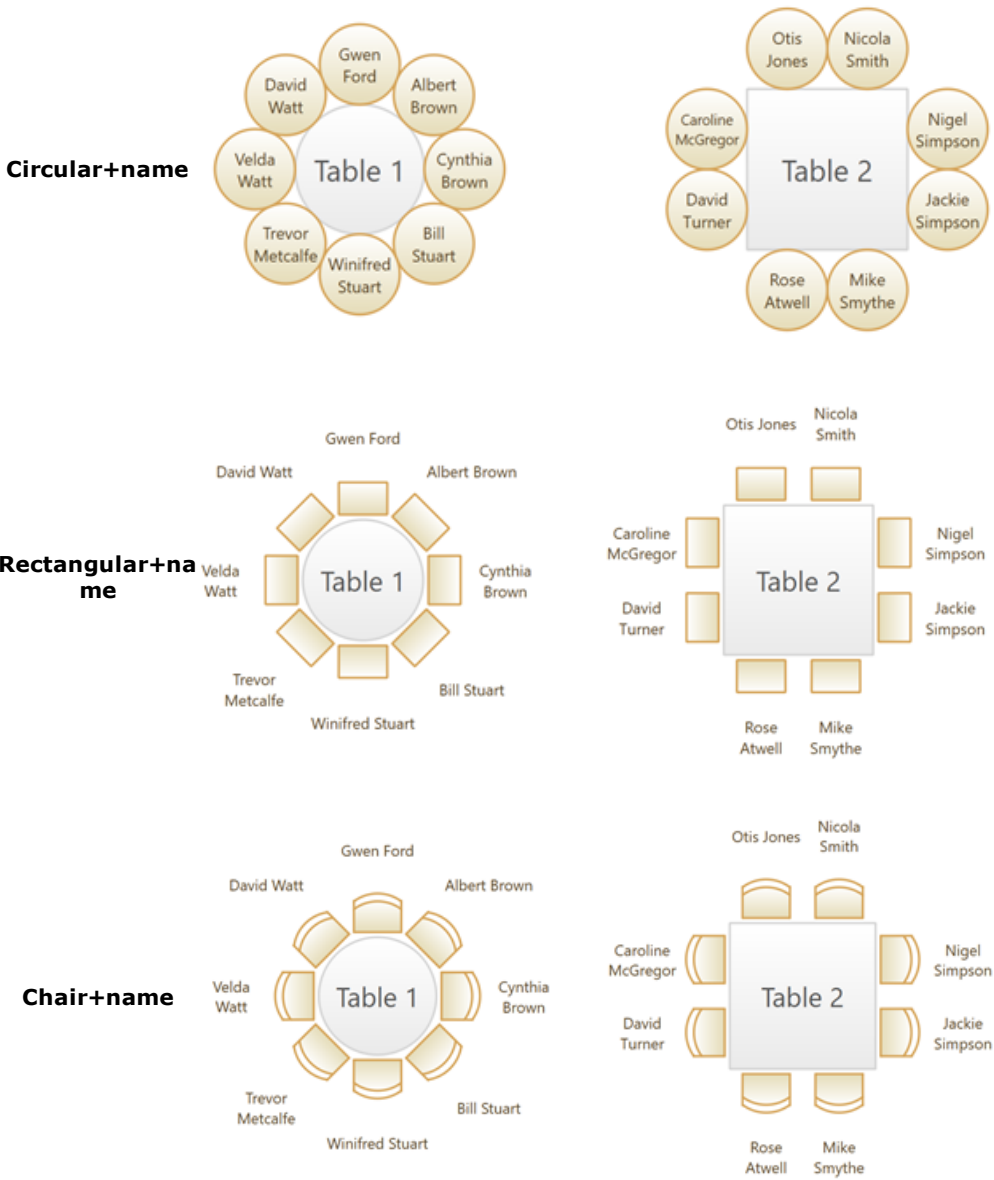 Gwen
Ford
David
Watt
Albert
Brown
Circular+name
Velda
Watt
Table 1
Cynthia
Brown
Trevor
Metcalfe
Bill
Stuart
Winifred
Stuart
Otis
Jones
Nicola
Smith
Caroline
McGregor
Nigel
Simpson
Table 2
David
Turner
Jackie
Simpson
Rose
Atwell
Mike
Smythe
Gwen Ford
David Watt
Albert Brown
Rectangular+na
me
Velda
Watt
Table 1
Cynthia
Brown
Trevor
Metcalfe
Bill Stuart
Winifred Stuart
Otis Jones
Nicola
Smith
Caroline
McGregor
Nigel
Simpson
Table 2
David
Turner
Jackie
Simpson
Rose
Atwell
Mike
Smythe
Gwen Ford
David Watt
Albert Brown
Chair+name
Velda
Watt
Table 1
Cynthia
Brown
Trevor
Metcalfe
Bill Stuart
Winifred Stuart
Otis Jones
Nicola
Smith
Caroline
McGregor
Nigel
Simpson
Table 2
David
Turner
Jackie
Simpson
Rose
Atwell
Mike
Smythe